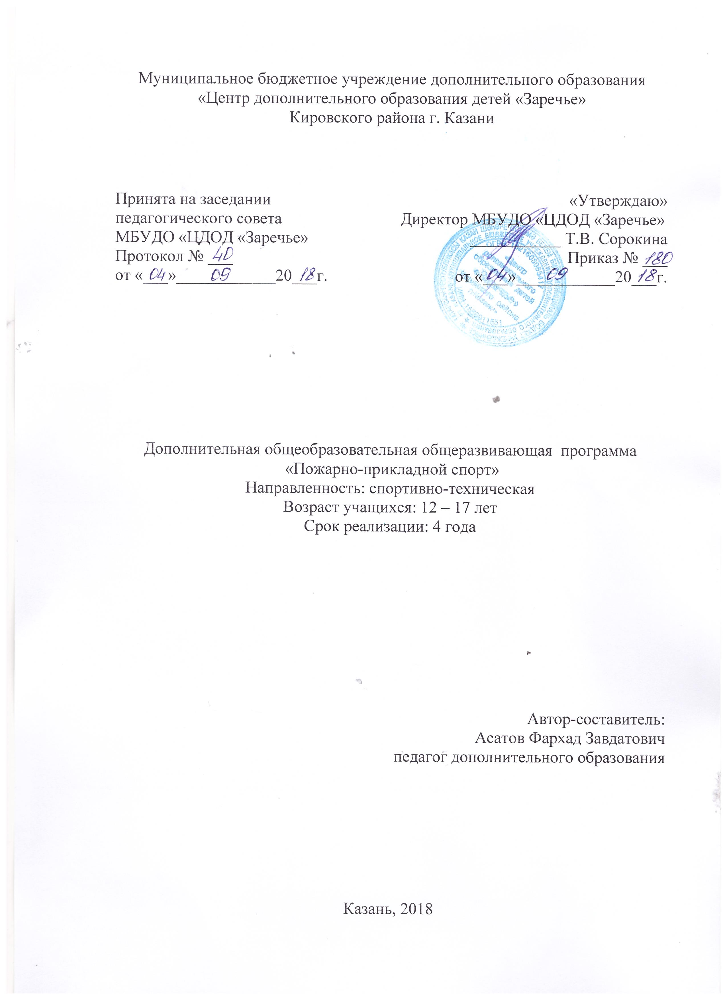 Муниципальное бюджетное учреждение дополнительного образования
«Центр дополнительного образования детей «Заречье»
Кировского района г. Казани
Принята на заседании
педагогического совета
МБУДО «ЦДОД «Заречье»
Протокол № 40
от «04» 09 2018г.
«Утверждаю»
Директор МБУДО «ЦДОД «Заречье»
Т.В. Сорокина
Приказ № 180
от «04» 09 2018г.
Дополнительная общеобразовательная общеразвивающая программа
«Пожарно-прикладной спорт»
Направленность: спортивно-техническая
Возраст учащихся: 12 – 17 лет
Срок реализации: 4 года
Автор-составитель:
Асатов Фархад Завдатович
педагог дополнительного образования
Казань, 2018